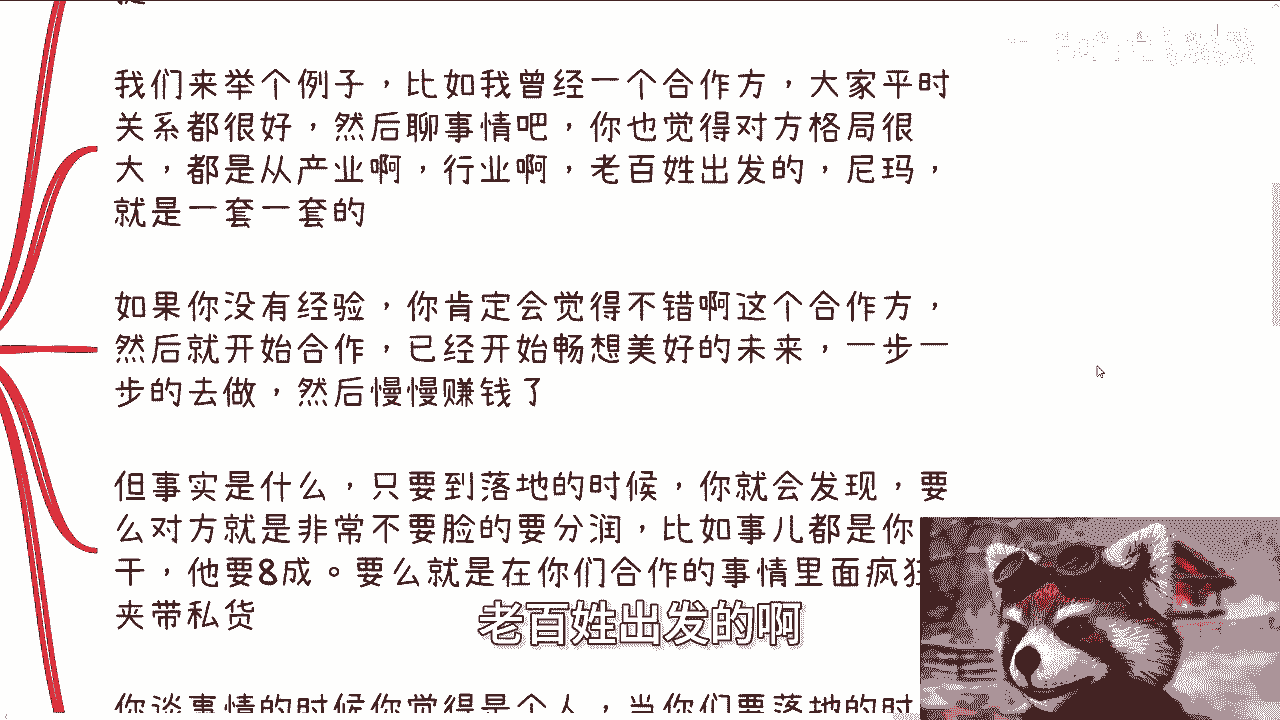 我们来举个例子，比如我曾经一个合作方，大家平时
关系都很好，然后聊事情吧，你也觉得对方格局很
大，都是从产业啊，行业啊，老百姓出发的，尼玛，
就是一套一套的
如果你没有经验，你肯定会觉得不错啊这个合作方，
然后就开始合作，已经开始畅想美好的未来，一步一
步的去做，然后慢慢赚钱了
但事实是什么，只要到落地的时候，你就会发现，要
么对方就是非常不要脸的要分润，比如事儿都是你
干，他要8成。要么就是在你们合作的事情里面疯狂
夹带私货
老百姓出发的啊
你谈事情的时候你觉得是个人，当你们要落地的时